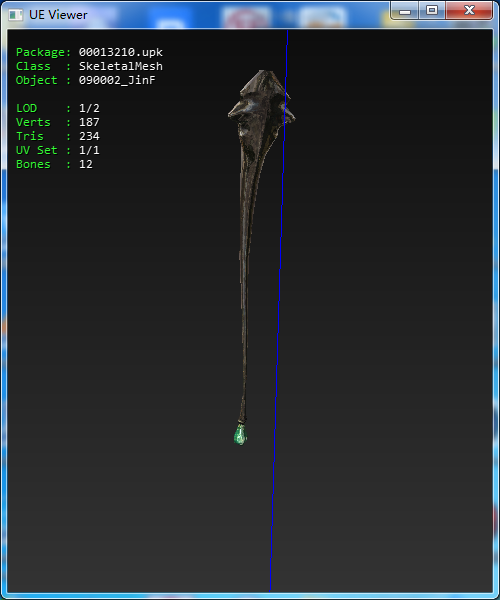 UE Viewer
Package: 00013210.upk
Class : SkeletalMesh
Object : 090002_JinF
LOD : 1/2
Verts : 187
Tris : 234
UV Set : 1/1
Bones : 12